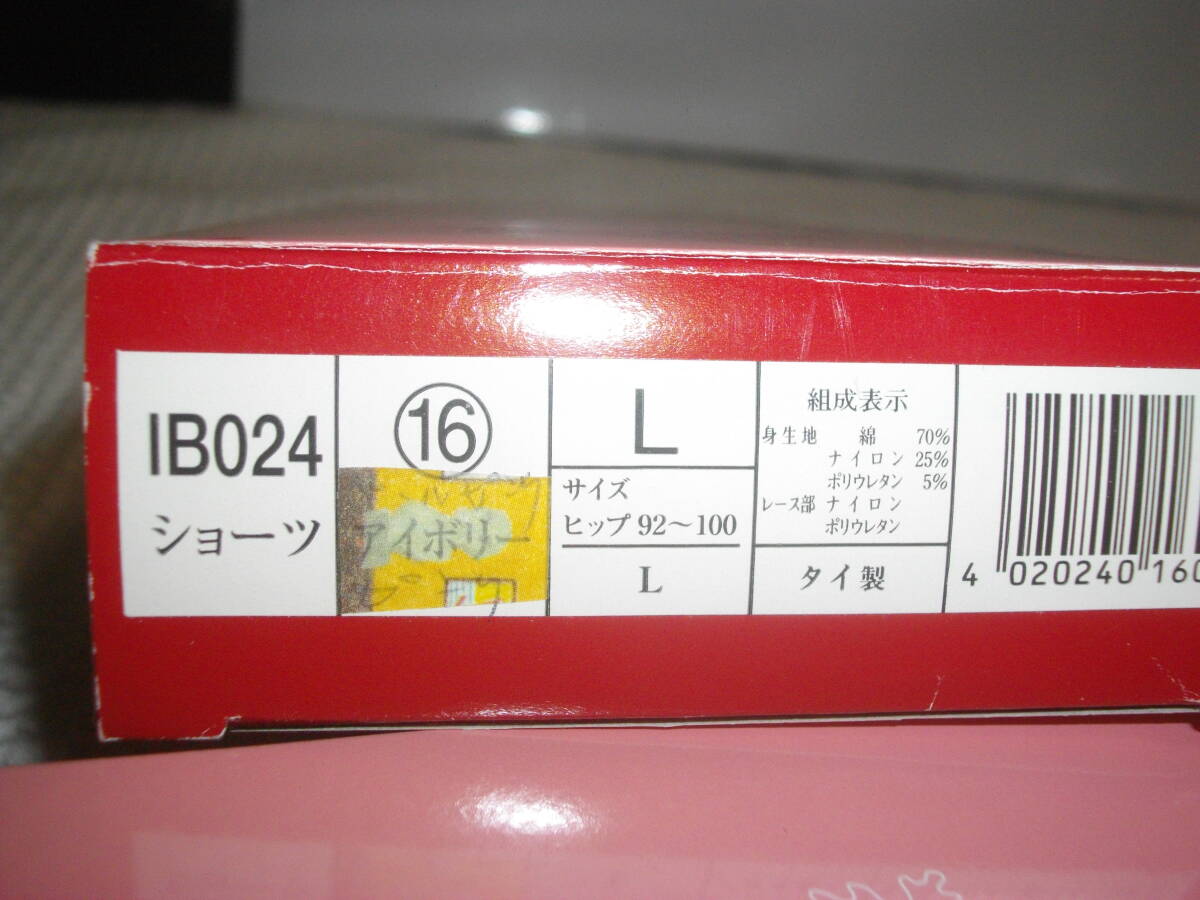 IB024
ショーツ
⑯
アイボリー
L
サイズ
ヒップ 92～100
L
組成表示
身生地 綿 70%
ナイロン 25%
ポリウレタン 5%
レース部 ナイロン
ポリウレタン
タイ製
4 020240 160